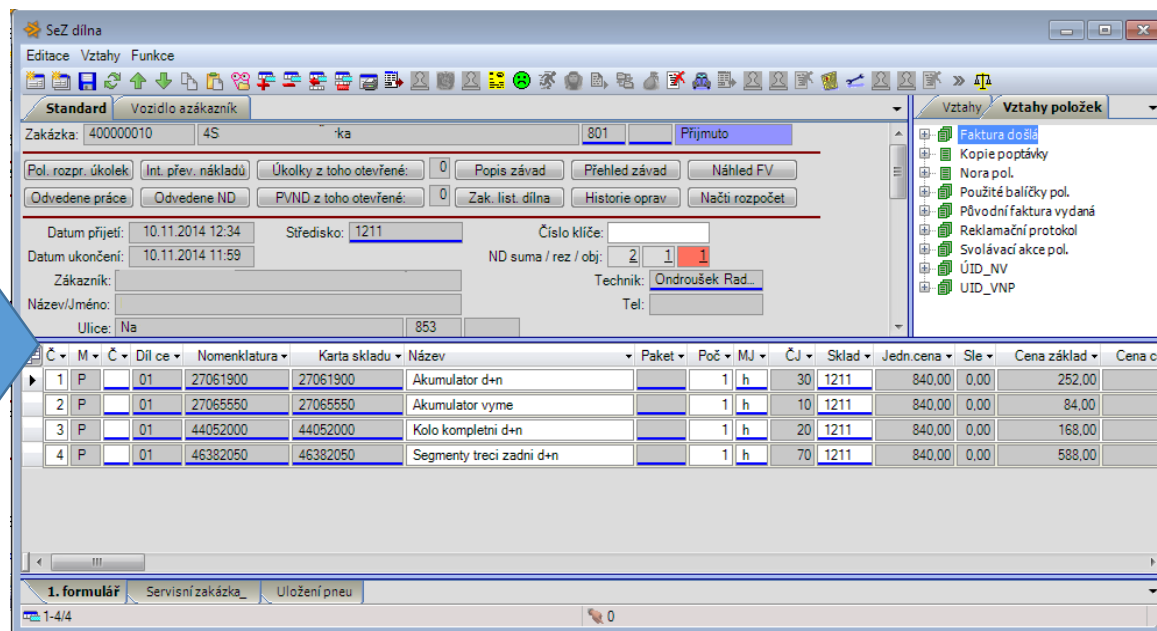 SeZ dílna
Editace Vztahy Funkce
Standard Vozidlo a zákazník
Vztahy Vztahy položek
Zakázka: 400000010 4S rka 801 Přijmuto
Pol. rozpr. úkolek Int. přev. nákladů Úkolky z toho otevřené: 0 Popis závad Přehled závad Náhled FV
Odvedene práce Odvedene ND PVND z toho otevřené: 0 Zak. list. dílna Historie oprav Načti rozpočet
Datum přijetí: 10.11.2014 12:34 Středisko: 1211 Číslo klíče:
Datum ukončení: 10.11.2014 11:59 ND suma / rez / obj: 2 1 1
Zákazník: Technik: Ondroušek Rad...
Název/Jméno: Tel:
Ulice: Na 853
Faktura došlá
Kopie poptávky
Nora pol.
Použité balíčky pol.
Původní faktura vydaná
Reklamační protokol
Svolávací akce pol.
ÚID_NV
UID_VNP
Č M Č Díl ce Nomenklatura Karta skladu Název Paket Poč MJ ČJ Sklad Jedn.cena Sle Cena základ Cena c
1 P 01 27061900 27061900 Akumulator d+n 1 h 30 1211 840,00 0,00 252,00
2 P 01 27065550 27065550 Akumulator vyme 1 h 10 1211 840,00 0,00 84,00
3 P 01 44052000 44052000 Kolo kompletni d+n 1 h 20 1211 840,00 0,00 168,00
4 P 01 46382050 46382050 Segmenty treci zadni d+n 1 h 70 1211 840,00 0,00 588,00
1. formulář Servisní zakázka_ Uložení pneu
1-4/4 0